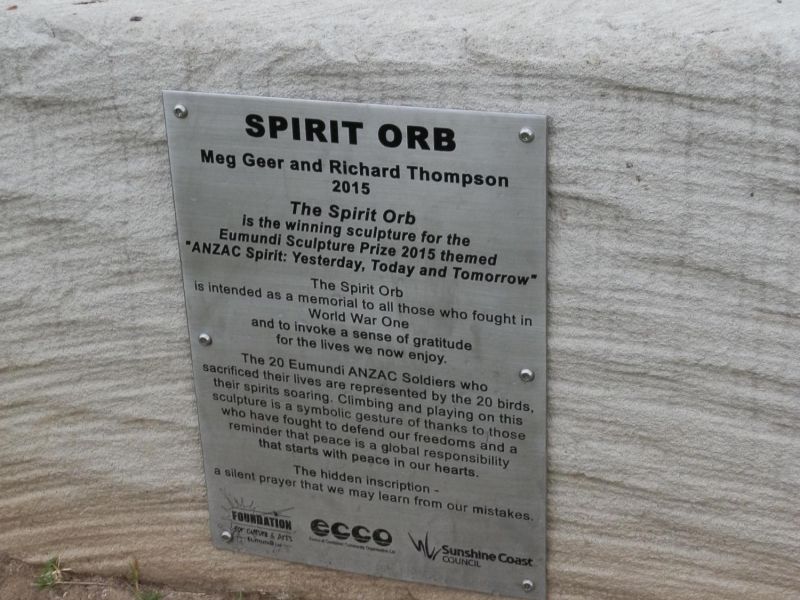 SPIRIT ORB
Meg Geer and Richard Thompson
2015
The Spirit Orb
is the winning sculpture for the
Eumundi Sculpture Prize 2015 themed
"ANZAC Spirit: Yesterday, Today and Tomorrow"
The Spirit Orb
is intended as a memorial to all those who fought in
World War One
and to invoke a sense of gratitude
for the lives we now enjoy.
The 20 Eumundi ANZAC Soldiers who
sacrificed their lives are represented by the 20 birds,
their spirits soaring. Climbing and playing on this
sculpture is a symbolic gesture of thanks to those
who have fought to defend our freedoms and a
reminder that peace is a global responsibility
that starts with peace in our hearts.
The hidden inscription -
a silent prayer that we may learn from our mistakes.
FOUNDATION
for Culture & Arts
eumundi
ecco
Sunshine Coast
COUNCIL